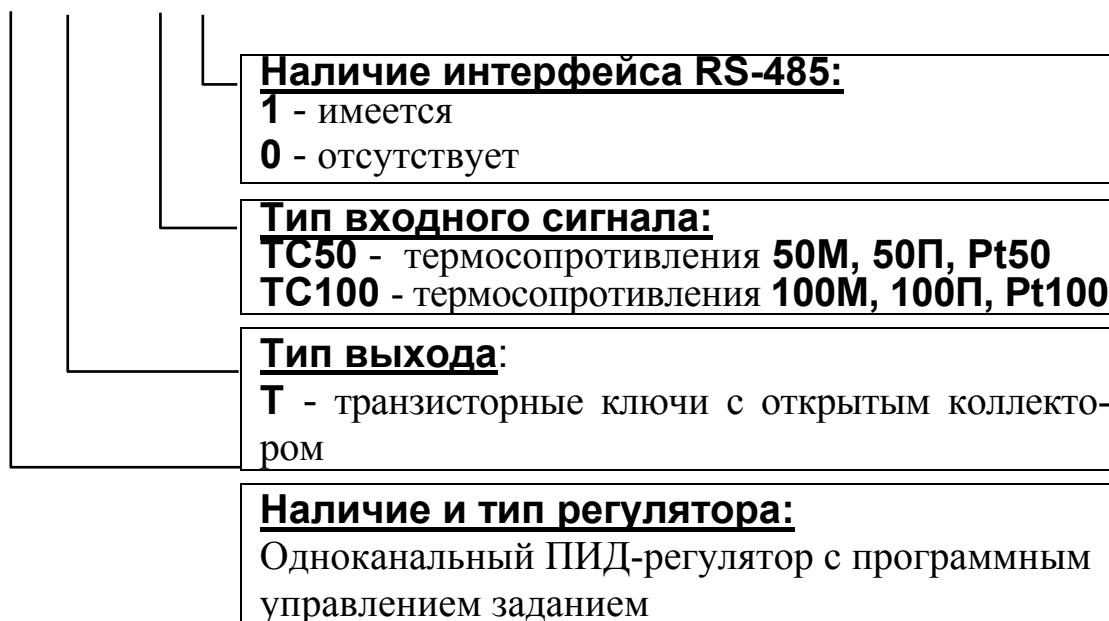 Наличие интерфейса RS-485:
1 - имеется
0 - отсутствует
Тип входного сигнала:
ТС50 - термосопротивления 50М, 50П, Pt50
ТС100 - термосопротивления 100М, 100П, Pt100
Тип выхода:
Т - транзисторные ключи с открытым коллекто-
ром
Наличие и тип регулятора:
Одноканальный ПИД-регулятор с программным
управлением заданием